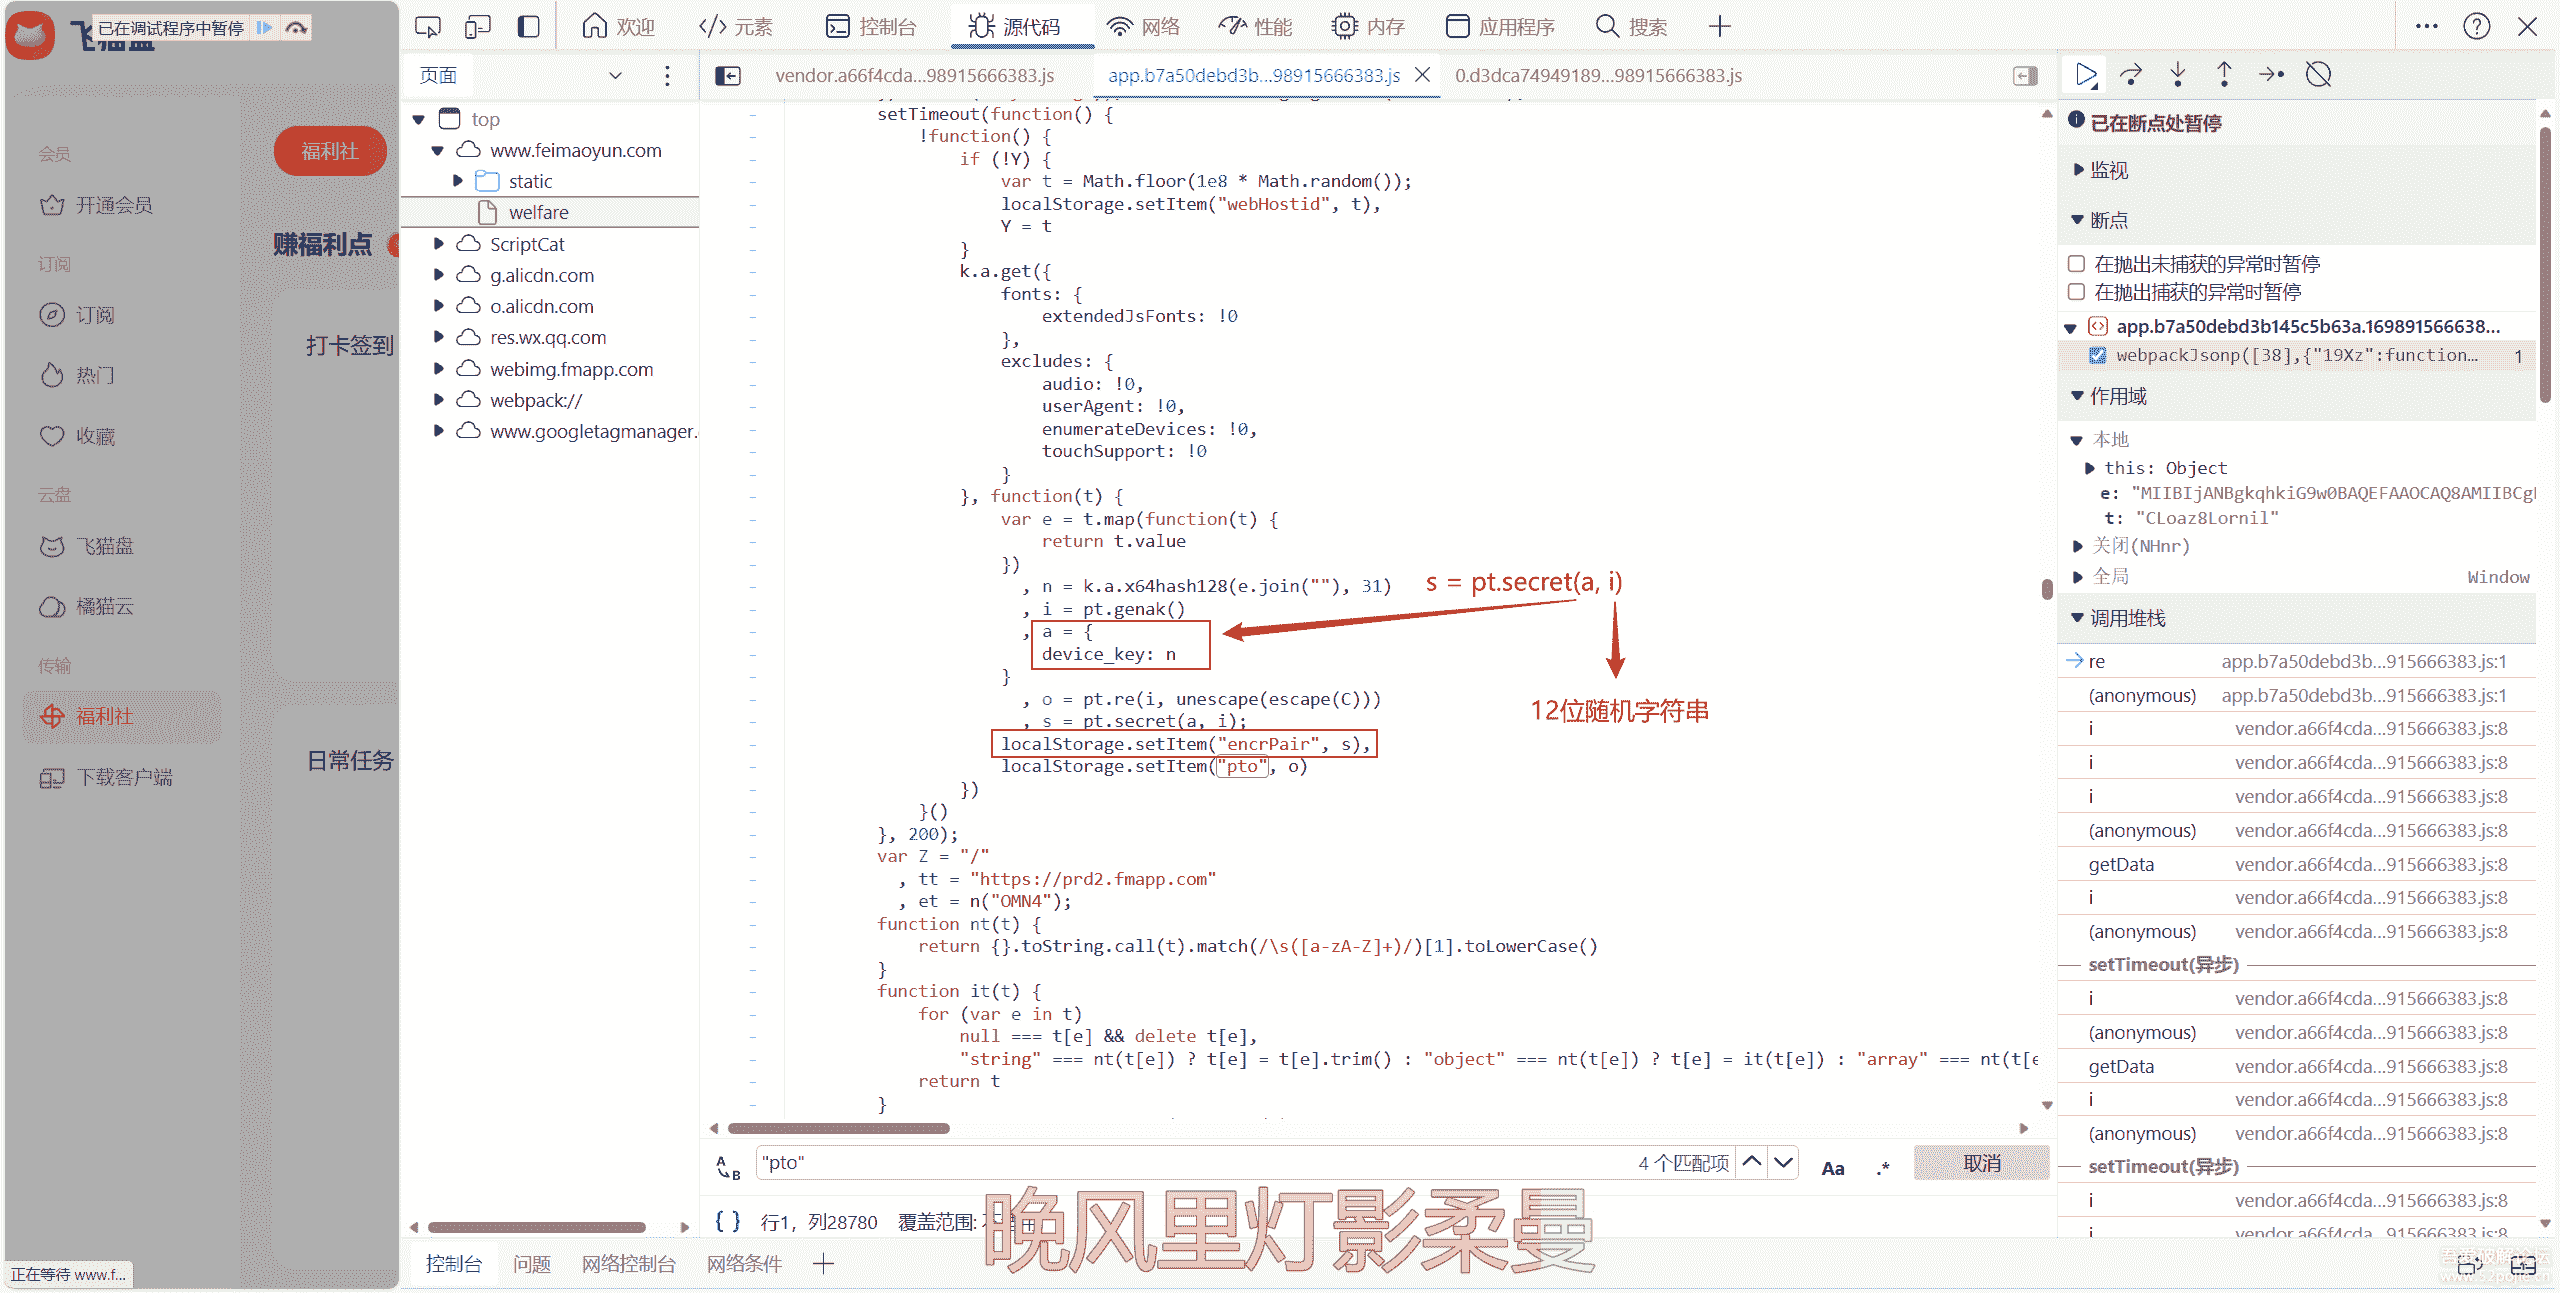 已在调试程序中暂停
会员
开通会员
订阅
订阅
热门
收藏
云盘
飞猫盘
橘猫云
传输
福利社
下载客户端
福利社
赚福利点
打卡签到
日常任务
正在等待 www.f...
欢迎
元素
控制台
源代码
网络
性能
内存
应用程序
搜索
页面
top
www.feimaoyun.com
static
welfare
ScriptCat
g.alicdn.com
o.alicdn.com
res.wx.qq.com
webimg.fmapp.com
webpack://
www.googletagmanager.
vendor.a66f4cda...98915666383.js
app.b7a50debd3b...98915666383.js
0.d3dca74949189...98915666383.js
setTimeout(function() {
!function() {
if (!Y) {
var t = Math.floor(1e8 * Math.random());
localStorage.setItem("webHostid", t),
Y = t
}
k.a.get({
fonts: {
extendedJsFonts: !0
},
excludes: {
audio: !0,
userAgent: !0,
enumerateDevices: !0,
touchSupport: !0
}
}, function(t) {
var e = t.map(function(t) {
return t.value
})
, n = k.a.x64hash128(e.join(""), 31)
, i = pt.genak()
, a = {
device_key: n
}
, o = pt.re(i, unescape(escape(C)))
, s = pt.secret(a, i);
localStorage.setItem("encrPair", s),
localStorage.setItem("pto", o)
})
}()
}, 200);
var Z = "/"
, tt = "https://prd2.fmapp.com"
, et = n("OMN4");
function nt(t) {
return {}.toString.call(t).match(/\s([a-zA-Z]+)/)[1].toLowerCase()
}
function it(t) {
for (var e in t)
null === t[e] && delete t[e],
"string" === nt(t[e]) ? t[e] = t[e].trim() : "object" === nt(t[e]) ? t[e] = it(t[e]) : "array" === nt(t[e
return t
}
s = pt.secret(a, i)
12位随机字符串
"pto"
4 个匹配项
Aa
.*
取消
{ } 行1，列28780 覆盖范围: 不
晚风里灯影柔曼
控制台
问题
网络控制台
网络条件
已在断点处暂停
监视
断点
在抛出未捕获的异常时暂停
在抛出捕获的异常时暂停
app.b7a50debd3b145c5b63a.169891566638...
webpackJsonp([38],{"19Xz":function... 1
作用域
本地
this: Object
e: "MIIBIjANBgkqhkiG9w0BAQEFAAOCAQ8AMIIBCg
t: "CLoaz8Lornil"
关闭(NHnr)
全局 Window
调用堆栈
re app.b7a50debd3b...915666383.js:1
(anonymous) app.b7a50debd3b...915666383.js:1
i vendor.a66f4cda...915666383.js:8
i vendor.a66f4cda...915666383.js:8
i vendor.a66f4cda...915666383.js:8
(anonymous) vendor.a66f4cda...915666383.js:8
getData vendor.a66f4cda...915666383.js:8
i vendor.a66f4cda...915666383.js:8
(anonymous) vendor.a66f4cda...915666383.js:8
setTimeout(异步)
i vendor.a66f4cda...915666383.js:8
(anonymous) vendor.a66f4cda...915666383.js:8
getData vendor.a66f4cda...915666383.js:8
i vendor.a66f4cda...915666383.js:8
(anonymous) vendor.a66f4cda...915666383.js:8
setTimeout(异步)
i vendor.a66f4cda...915666383.js:8